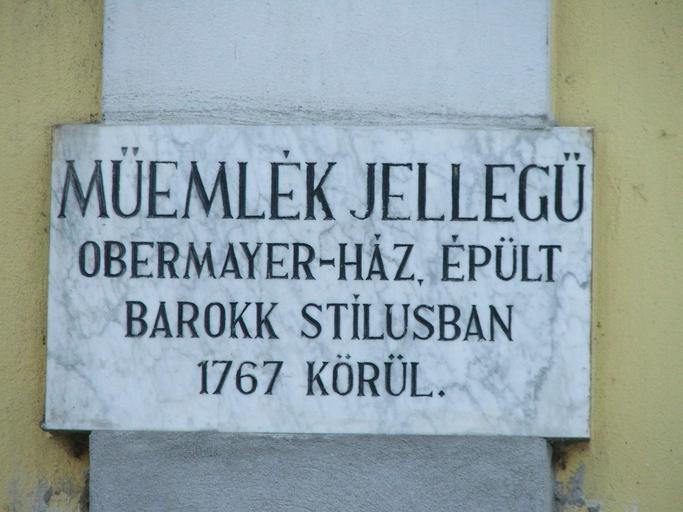 MŰEMLÉK JELLEGŰ
OBERMAYER-HÁZ, ÉPÜLT
BAROKK STÍLUSBAN
1767 KÖRÜL.